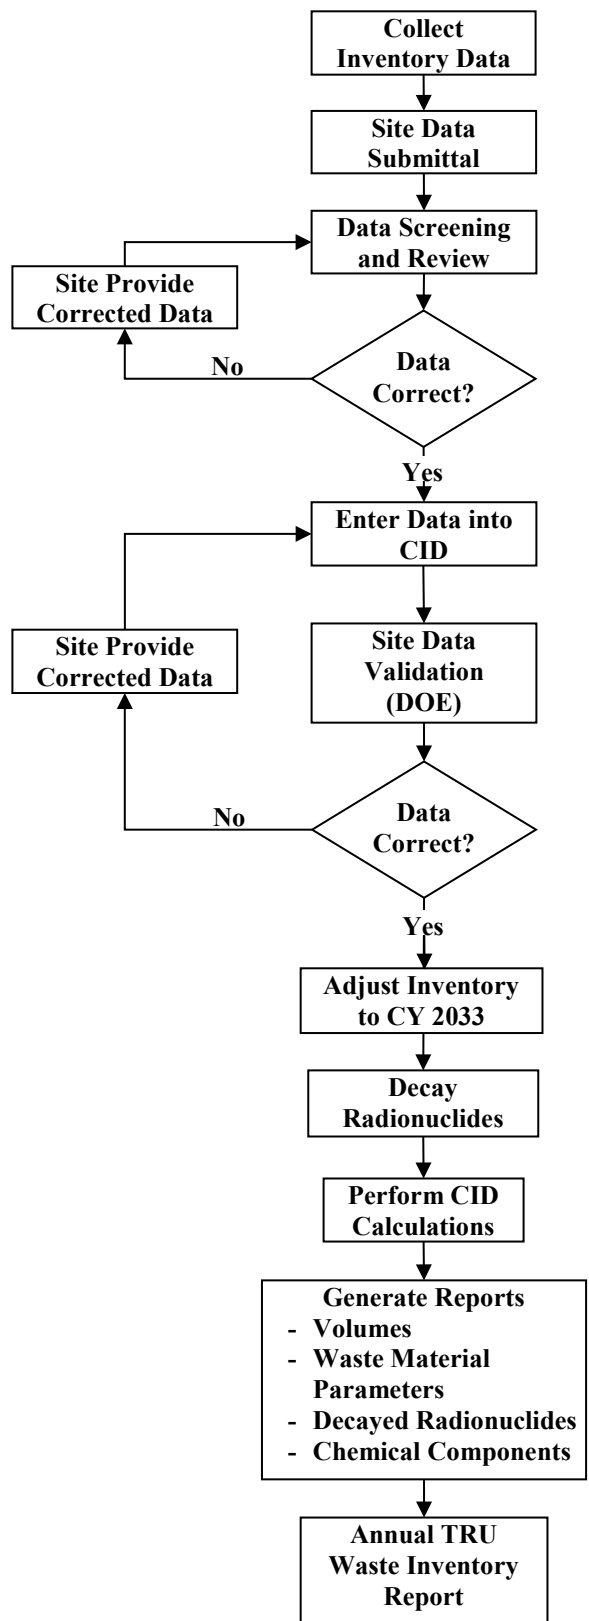 Collect
Inventory Data
Site Data
Submittal
Data Screening
and Review
Site Provide
Corrected Data
Data
Correct?
No
Yes
Enter Data into
CID
Site Provide
Corrected Data
Site Data
Validation
(DOE)
Data
Correct?
No
Yes
Adjust Inventory
to CY 2033
Decay
Radionuclides
Perform CID
Calculations
Generate Reports
- Volumes
- Waste Material
Parameters
- Decayed Radionuclides
- Chemical Components
Annual TRU
Waste Inventory
Report